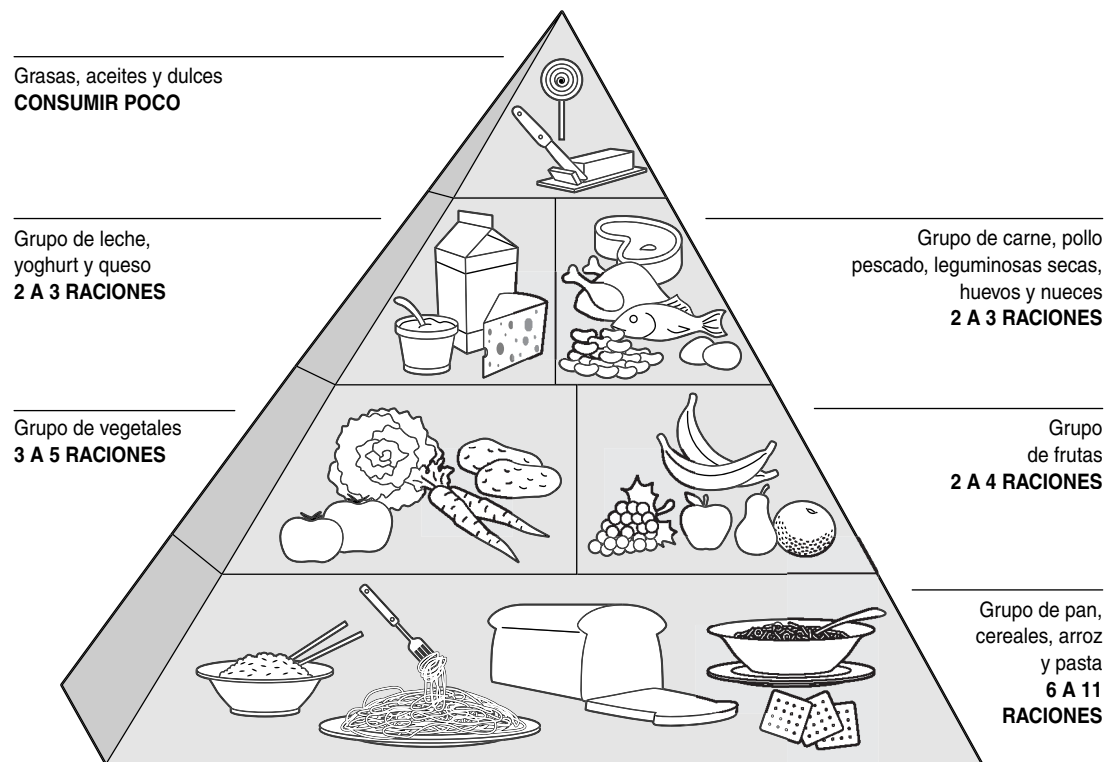 Grasas, aceites y dulces
CONSUMIR POCO
Grupo de leche,
yoghurt y queso
2 A 3 RACIONES
Grupo de carne, pollo
pescado, leguminosas secas,
huevos y nueces
2 A 3 RACIONES
Grupo de vegetales
3 A 5 RACIONES
Grupo
de frutas
2 A 4 RACIONES
Grupo de pan,
cereales, arroz
y pasta
6 A 11
RACIONES